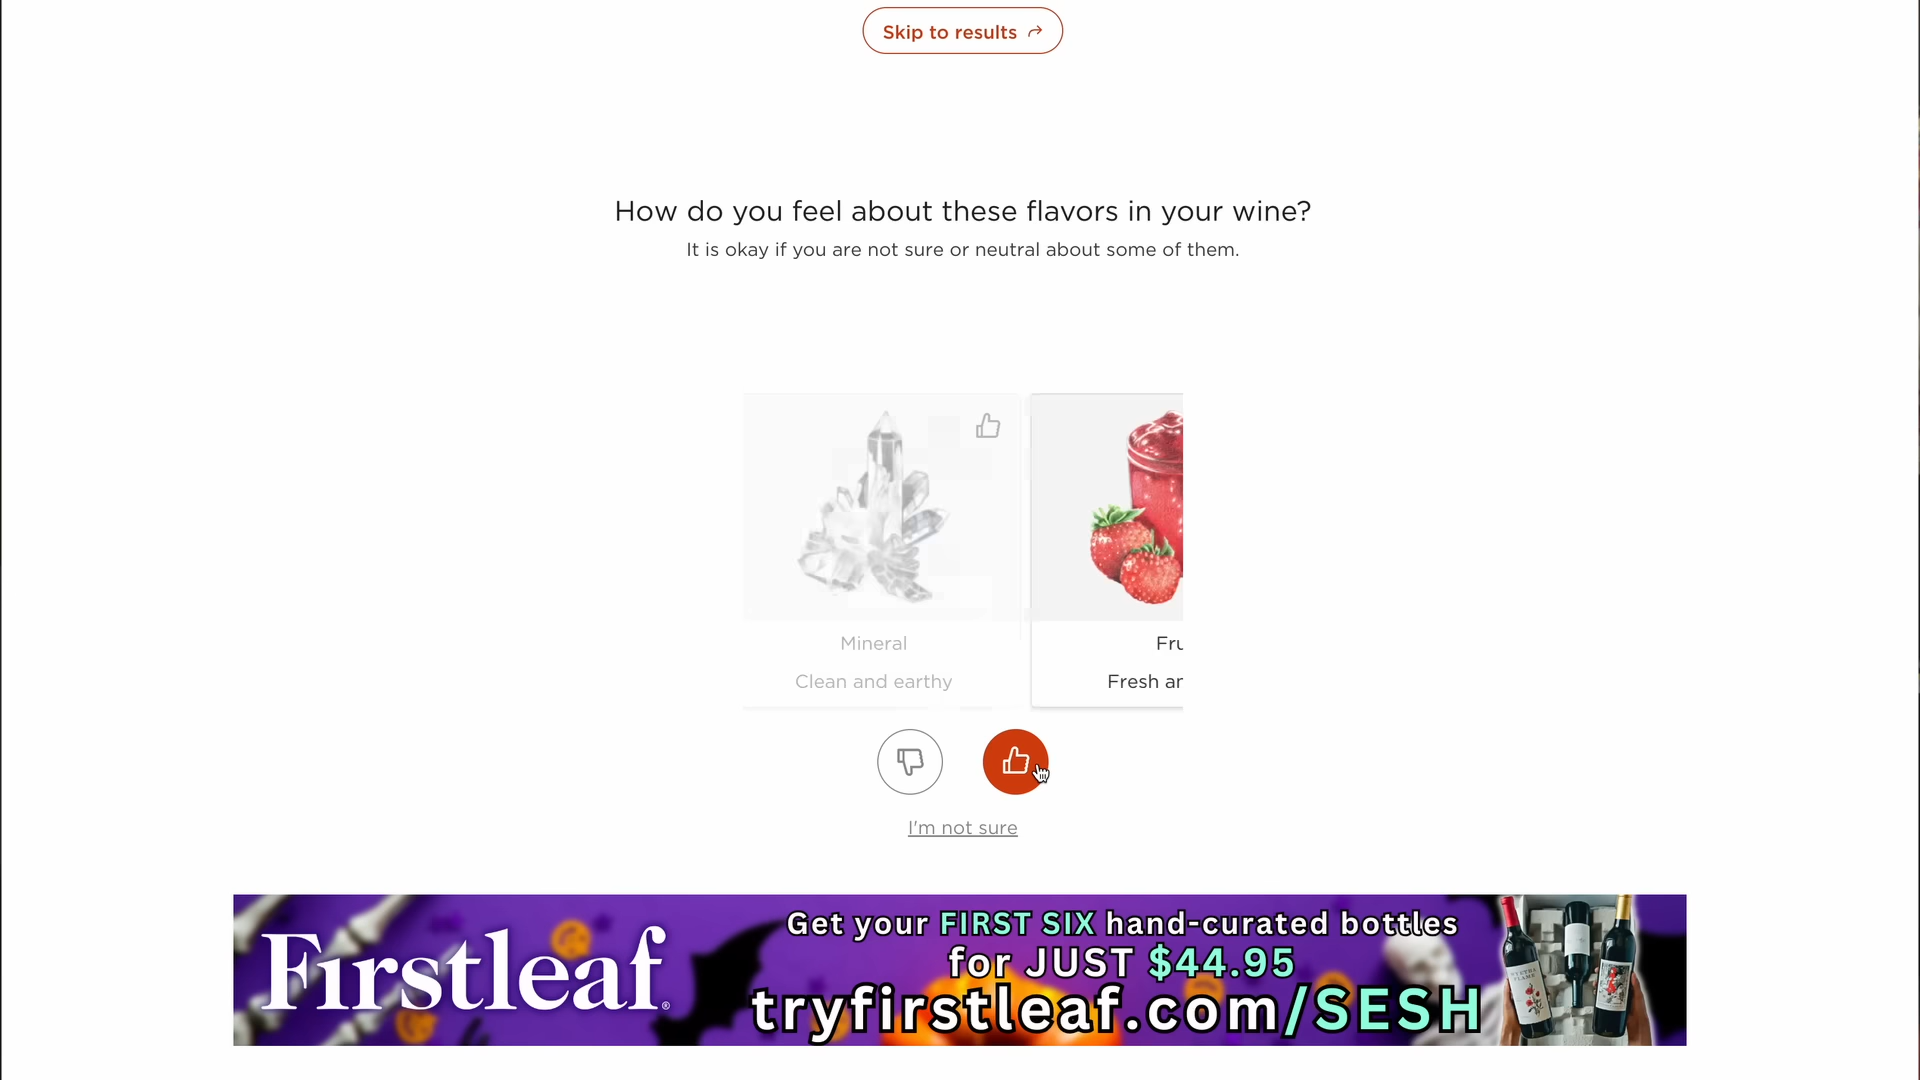 Skip to results
How do you feel about these flavors in your wine?
It is okay if you are not sure or neutral about some of them.
Mineral
Clean and earthy
Fru
Fresh ar
I'm not sure
Firstleaf
Get your FIRST SIX hand-curated bottles
for JUST $44.95
tryfirstleaf.com/SESH